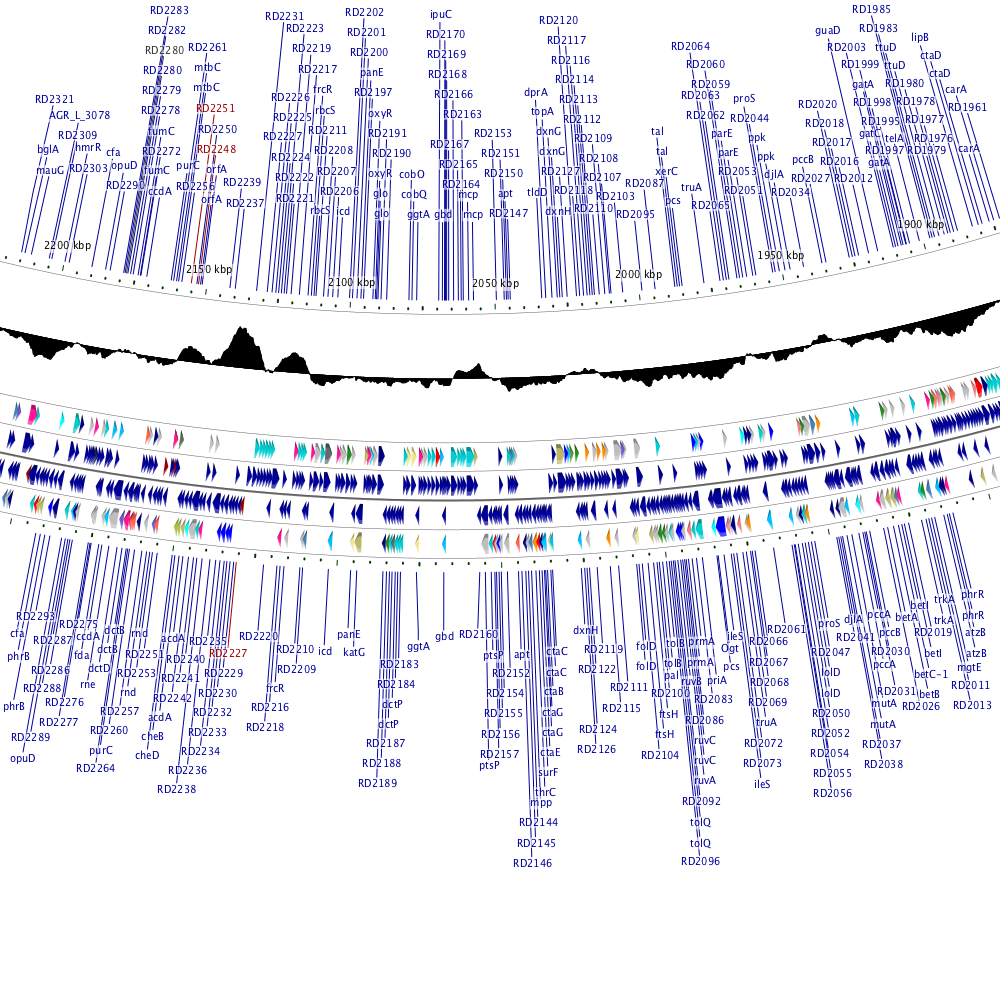 RD2283
RD2282
RD2280
RD2280
RD2279
RD2278
fumC
RD2272
fumC
ccdA
RD2261
mtbC
mtbC
RD2251
RD2250
RD2248
purC
orfA
RD2256
orfA
RD2321
AGR_L_3078
RD2309
bglA
hmrR
cfa
mauG
RD2303
opuD
RD2290
RD2239
RD2237
RD2231
RD2223
RD2219
RD2217
RD2226
frcR
RD2225
rbcS
RD2227
RD2211
RD2224
RD2208
RD2222
RD2207
RD2221
RD2206
rbcS
icd
RD2202
RD2201
RD2200
panE
RD2197
oxyR
RD2191
RD2190
oxyR
glo
glo
cobO
cobQ
ggtA
gbd
ipuC
RD2170
RD2169
RD2168
RD2166
RD2163
RD2167
RD2165
RD2164
mcp
mcp
RD2153
RD2151
RD2150
apt
RD2147
RD2120
RD2117
RD2116
RD2114
dprA
RD2113
topA
RD2112
dxnG
RD2109
dxnG
RD2108
RD2127
RD2107
tldD
RD2118
RD2103
dxnH
RD2110
RD2095
tal
tal
xerC
RD2087
truA
pcs
RD2065
RD2064
RD2060
RD2059
RD2063
proS
RD2062
RD2044
parE
ppk
parE
ppk
RD2053
djlA
RD2051
RD2034
RD2020
RD2018
RD2017
pccB
RD2016
RD2027
RD2012
RD1985
RD1983
guaD
ttuD
lipB
RD2003
ctaD
RD1999
ttuD
ctaD
gatA
RD1980
carA
RD1998
RD1978
RD1961
RD1995
RD1977
gatC
telA
RD1976
RD1997
RD1979
carA
gatA
2200 kbp
2150 kbp
2100 kbp
2050 kbp
2000 kbp
1950 kbp
1900 kbp
RD2293
cfa
RD2275
RD2287
ccdA
dctB
rnd
phrB
fda
dctB
RD2286
dctD
RD2251
RD2288
rne
RD2253
phrB
RD2276
rnd
RD2277
RD2257
RD2289
RD2260
opuD
purC
RD2264
acdA
RD2235
RD2240
RD2227
RD2241
RD2229
RD2242
RD2230
acdA
RD2232
cheB
RD2233
cheD
RD2234
RD2236
RD2238
RD2220
RD2210
RD2209
frcR
RD2216
RD2218
icd
panE
katG
RD2183
RD2184
dctP
dctP
RD2187
RD2188
RD2189
ggtA
gbd
RD2160
ptsP
apt
RD2152
RD2154
RD2155
RD2156
RD2157
ptsP
ctaC
ctaC
ctaB
ctaG
ctaG
ctaE
surF
thrC
mpp
RD2144
RD2145
RD2146
dxnH
RD2119
RD2122
RD2111
RD2115
RD2124
RD2126
folD
folD
tolB
tolB
pal
RD2100
ftsH
ftsH
RD2104
prmA
prmA
ruvB
priA
RD2083
RD2086
ruvC
ruvC
ruvA
RD2092
tolQ
tolQ
RD2096
ileS
Ogt
pcs
RD2061
RD2066
RD2067
RD2068
RD2069
truA
RD2072
RD2073
ileS
proS
djlA
RD2041
RD2047
lolD
lolD
RD2050
RD2052
RD2054
RD2055
RD2056
pccA
pccB
RD2030
pccA
RD2031
mutA
mutA
RD2037
RD2038
betI
betA
RD2019
betI
betC-1
betB
RD2026
trkA
trkA
phrR
phrR
atzB
atzB
mgtE
RD2011
RD2013